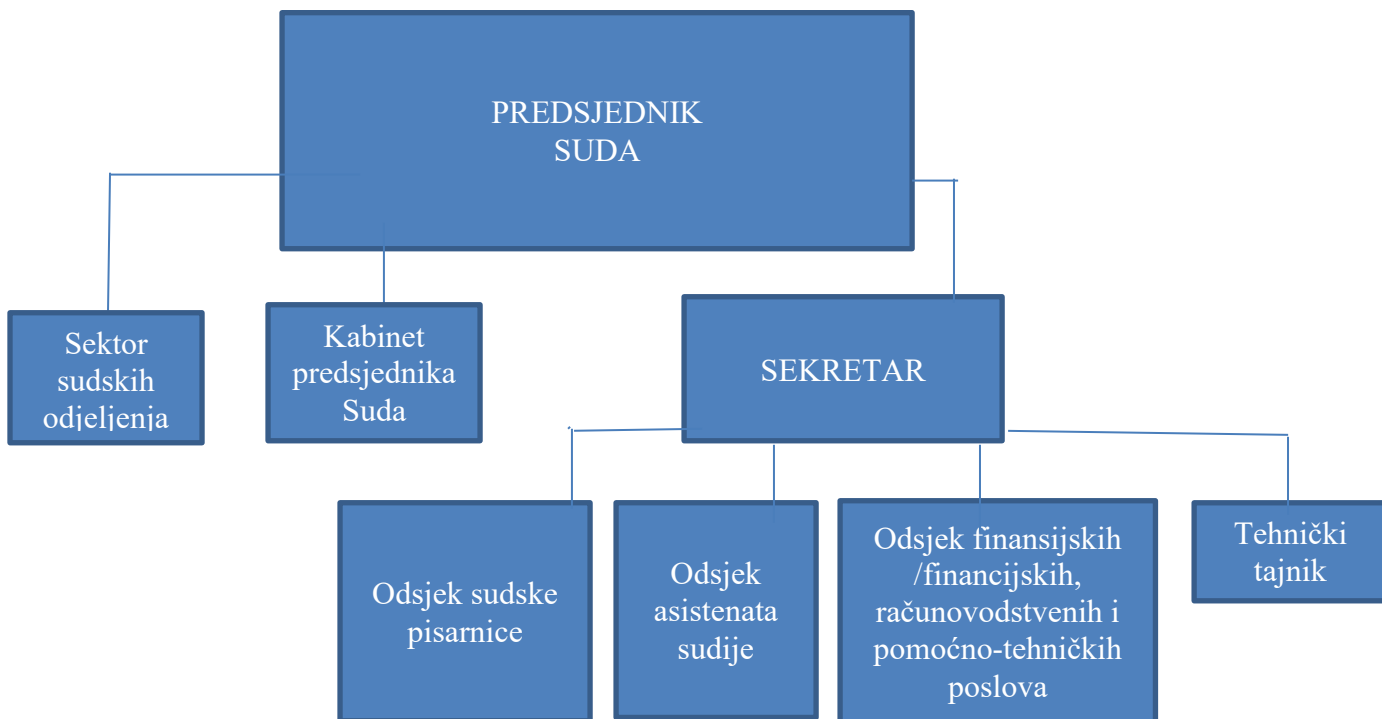 PREDSJEDNIK
SUDA
Sektor
sudskih
odjeljenja
Kabinet
predsjednika
Suda
SEKRETAR
Odsjek sudske
pisarnice
Odsjek
asistenata
sudije
Odsjek finansijskih
/financijskih,
računovodstvenih i
pomoćno-tehničkih
poslova
Tehnički
tajnik